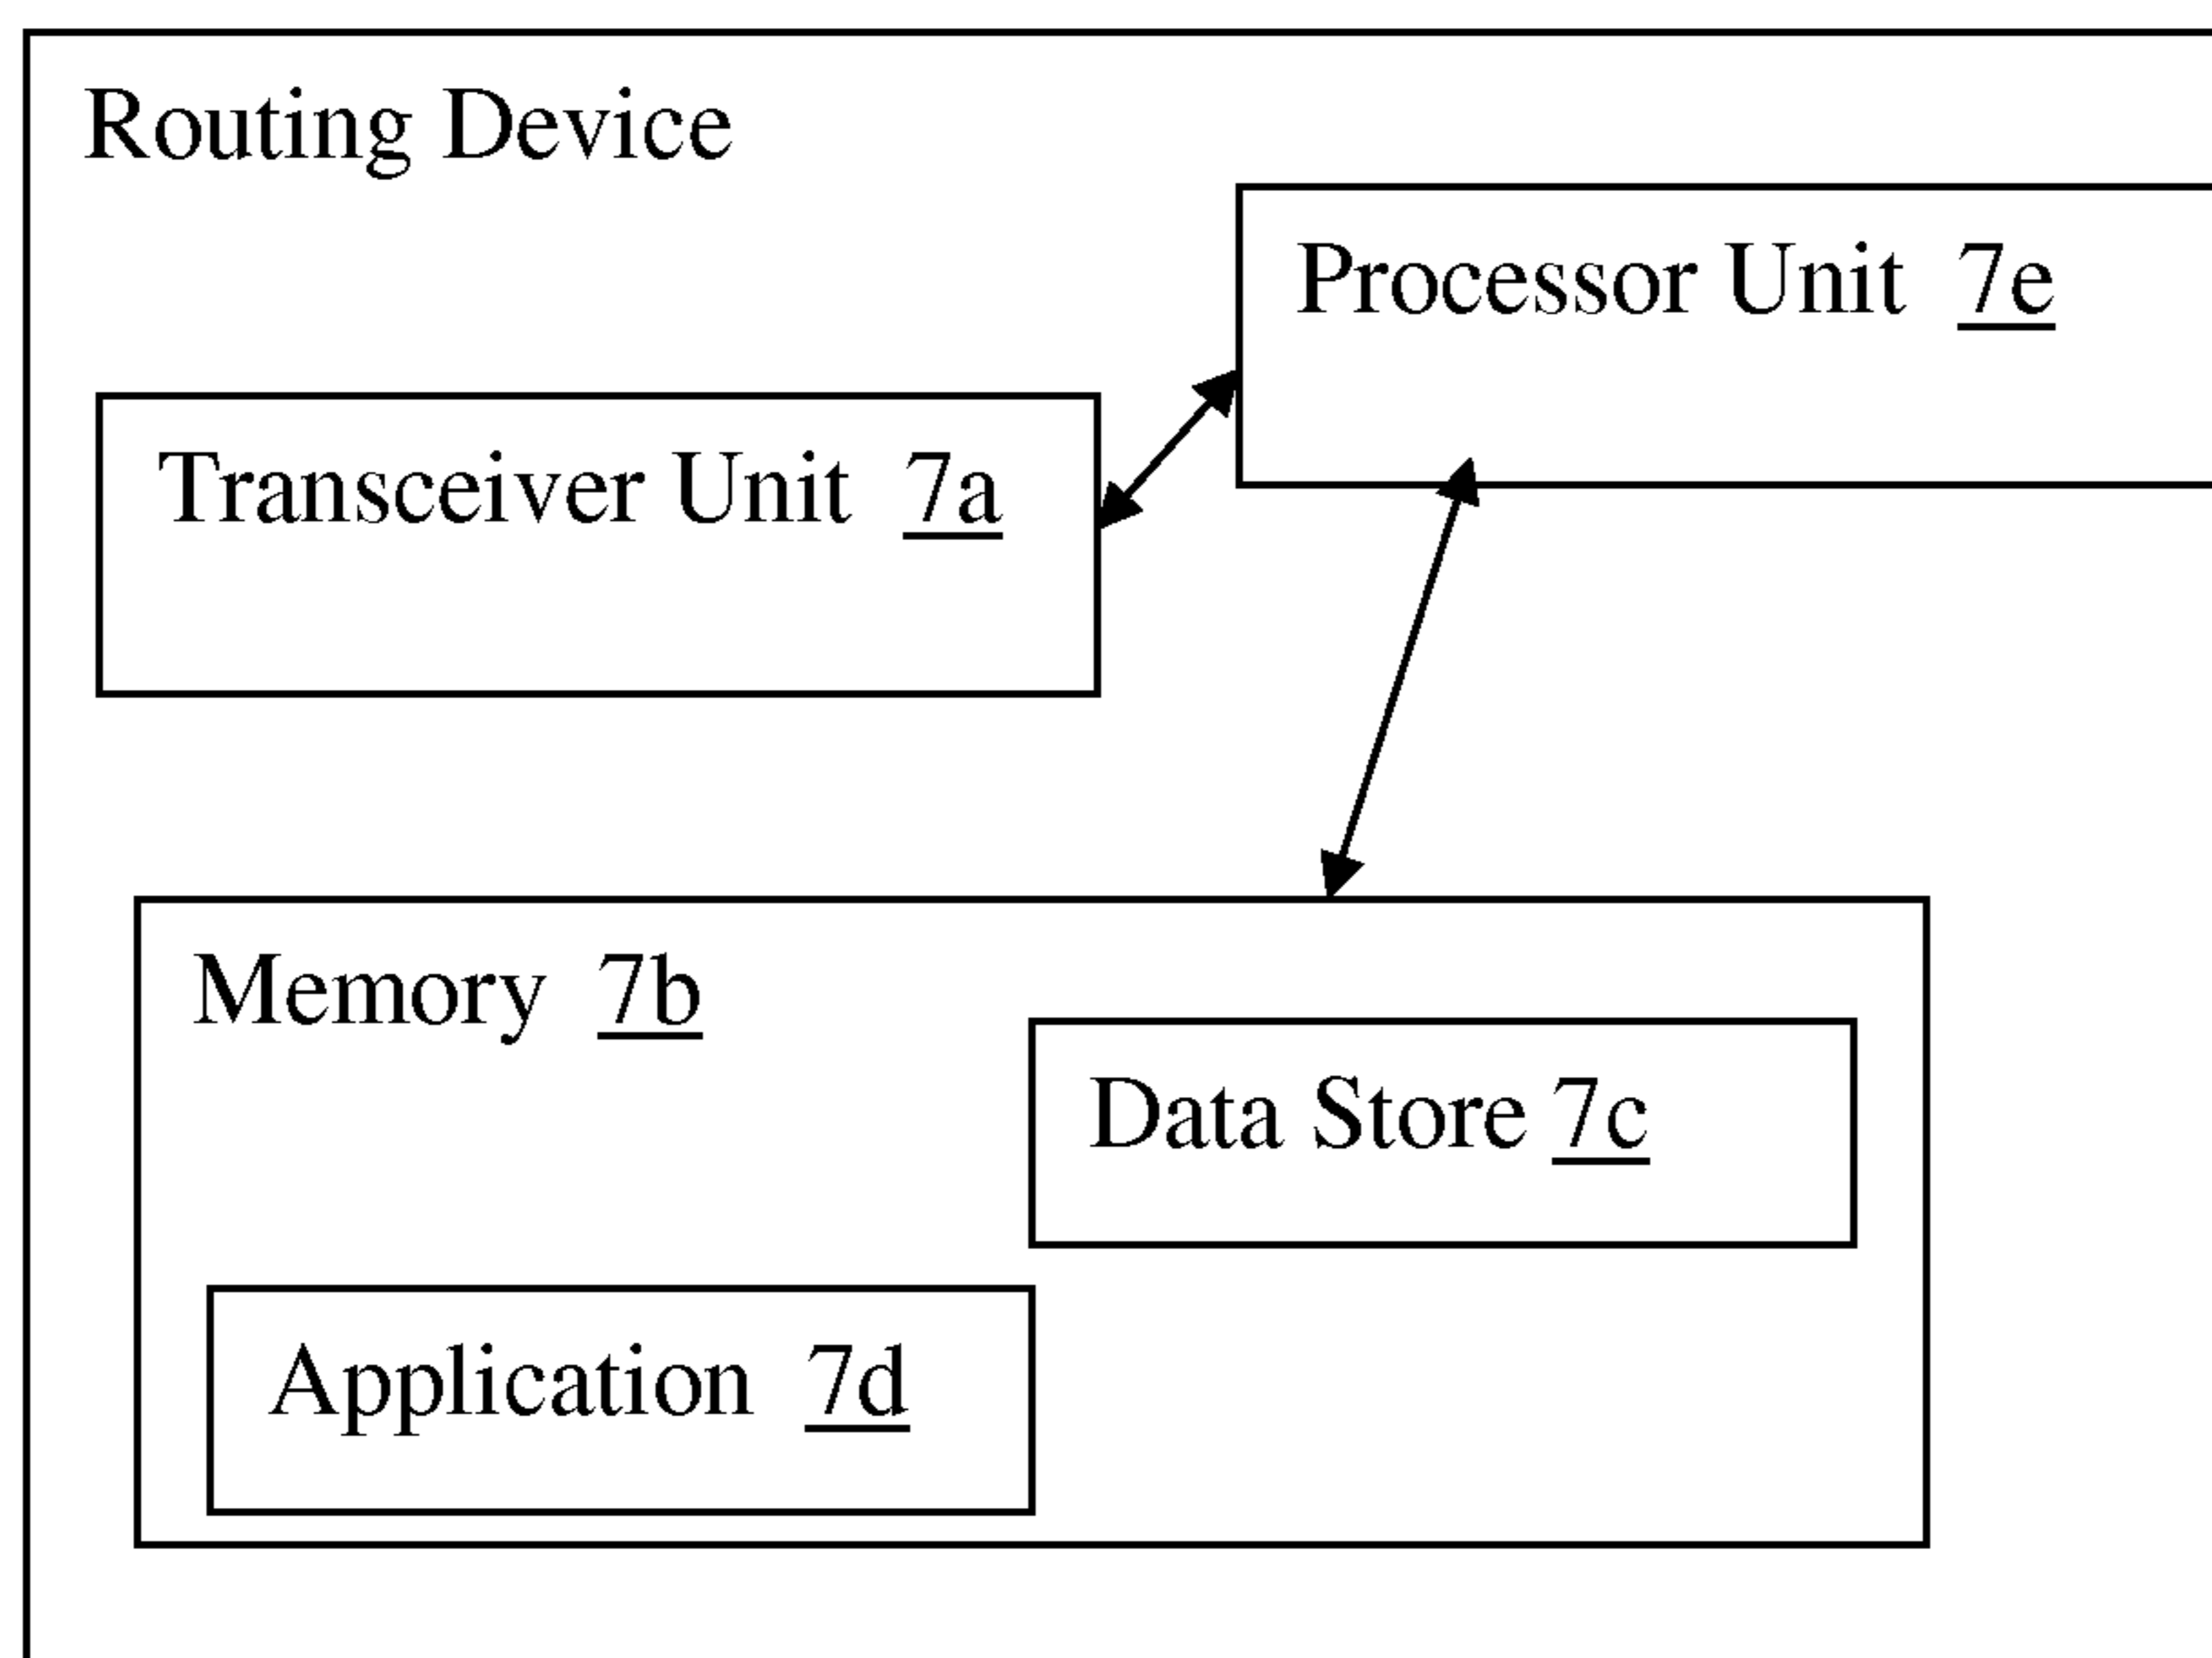 Routing Device
Processor Unit 7e
Transceiver Unit 7a
Memory 7b
Data Store 7c
Application 7d